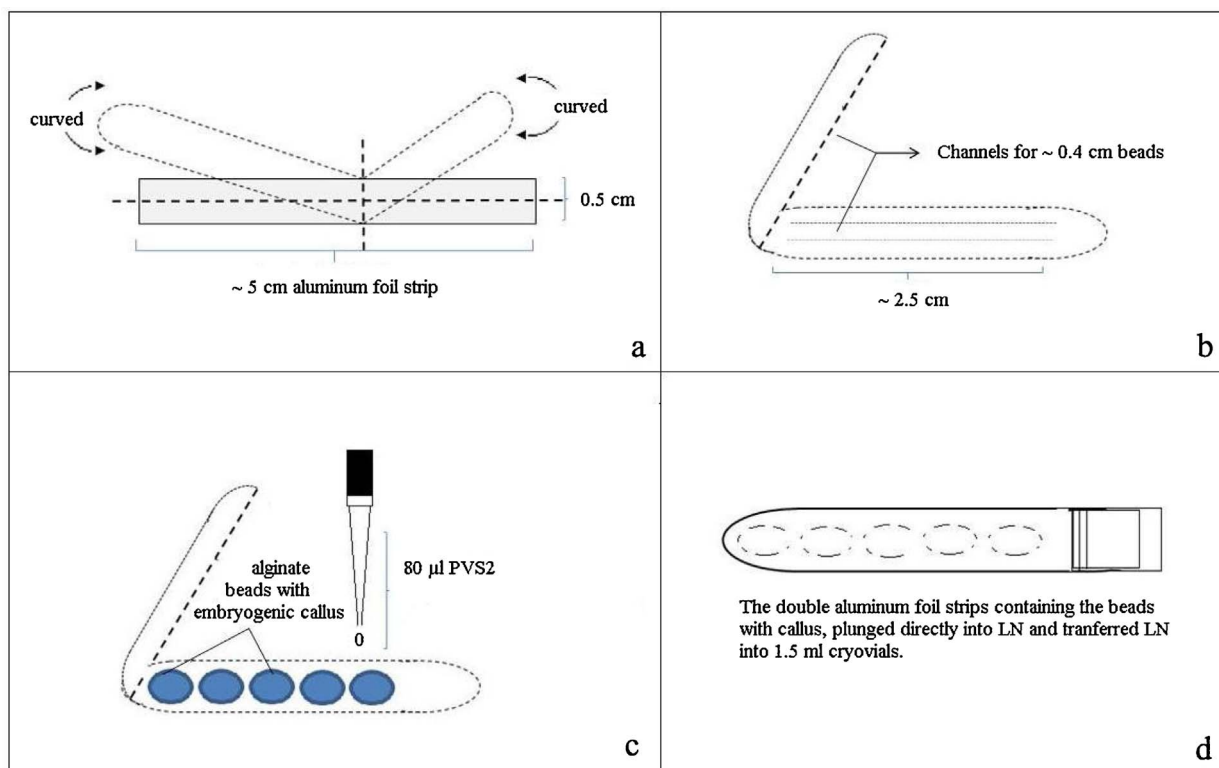 curved
curved
0.5 cm
~ 5 cm aluminum foil strip
a
Channels for ~ 0.4 cm beads
~ 2.5 cm
b
alginate
beads with
embryogenic callus
80 µl PVS2
0
c
The double aluminum foil strips containing the beads
with callus, plunged directly into LN and tranferred LN
into 1.5 ml cryovials.
d